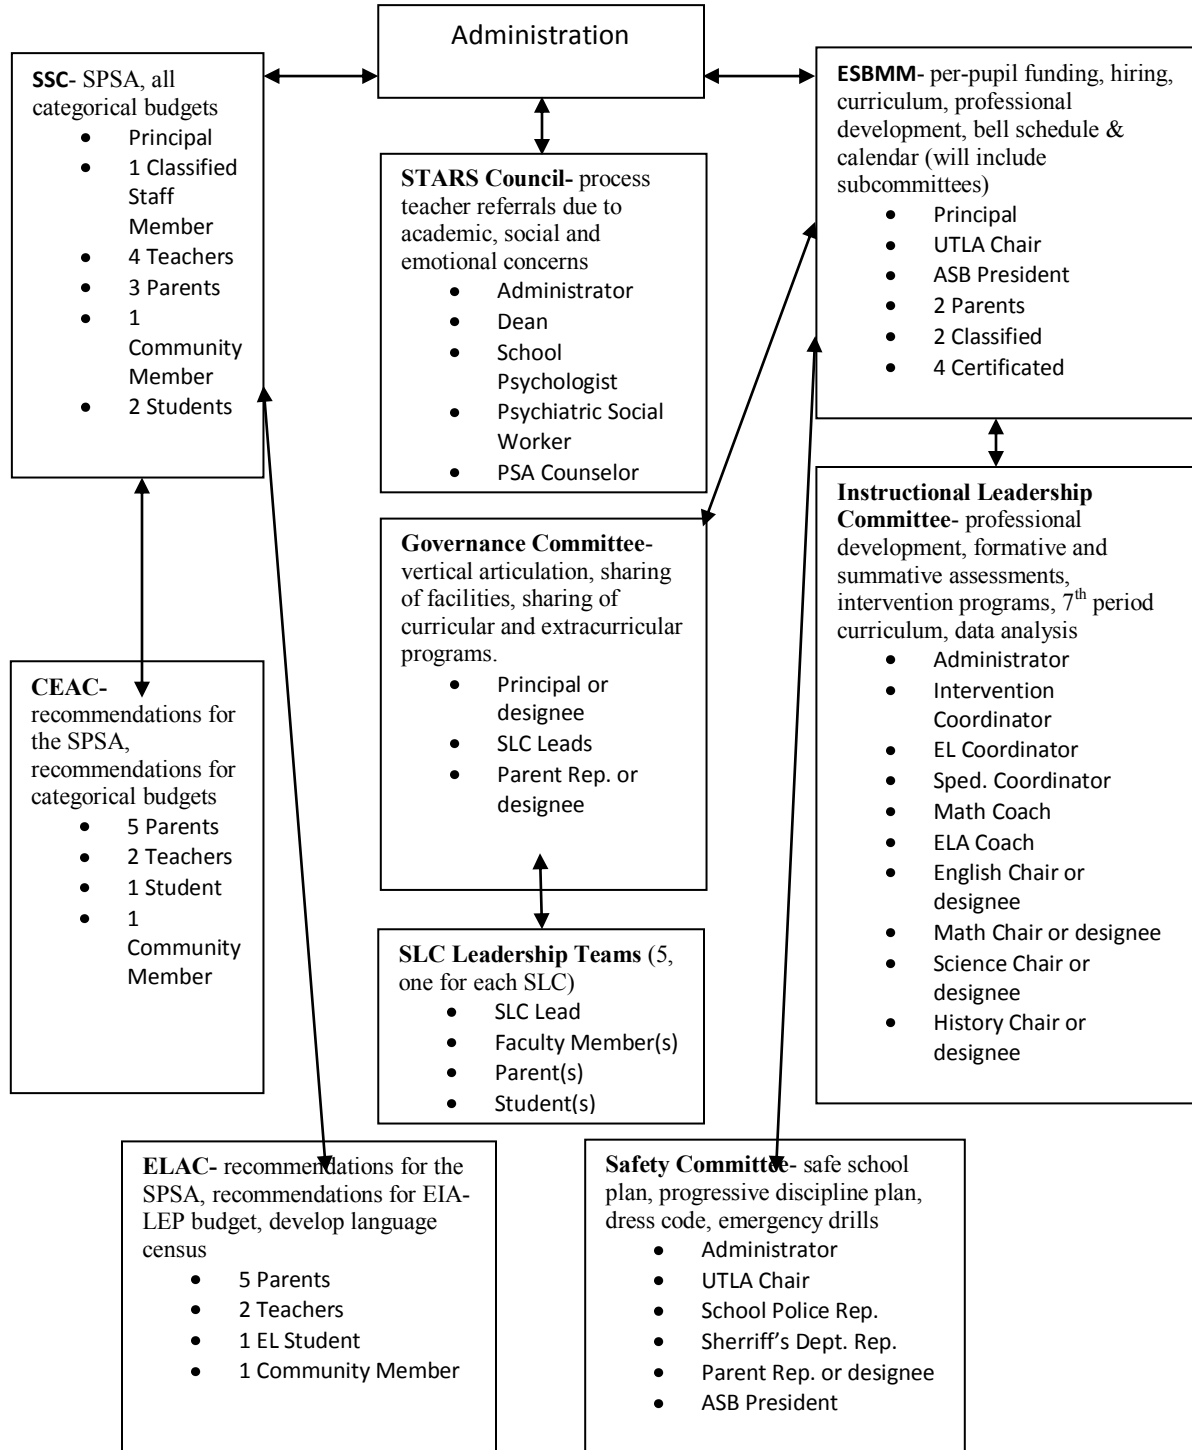 Administration
SSC- SPSA, all
categorical budgets
• Principal
• 1 Classified
Staff
Member
• 4 Teachers
• 3 Parents
• 1
Community
Member
• 2 Students
STARS Council- process
teacher referrals due to
academic, social and
emotional concerns
• Administrator
• Dean
• School
Psychologist
• Psychiatric Social
Worker
• PSA Counselor
ESBMM- per-pupil funding, hiring,
curriculum, professional
development, bell schedule &
calendar (will include
subcommittees)
• Principal
• UTLA Chair
• ASB President
• 2 Parents
• 2 Classified
• 4 Certificated
Governance Committee-
vertical articulation, sharing
of facilities, sharing of
curricular and extracurricular
programs.
• Principal or
designee
• SLC Leads
• Parent Rep. or
designee
Instructional Leadership
Committee- professional
development, formative and
summative assessments,
intervention programs, 7th period
curriculum, data analysis
• Administrator
• Intervention
Coordinator
• EL Coordinator
• Sped. Coordinator
• Math Coach
• ELA Coach
• English Chair or
designee
• Math Chair or designee
• Science Chair or
designee
• History Chair or
designee
CEAC-
recommendations for
the SPSA,
recommendations for
categorical budgets
• 5 Parents
• 2 Teachers
• 1 Student
• 1
Community
Member
SLC Leadership Teams (5,
one for each SLC)
• SLC Lead
• Faculty Member(s)
• Parent(s)
• Student(s)
ELAC- recommendations for the
SPSA, recommendations for EIA-
LEP budget, develop language
census
• 5 Parents
• 2 Teachers
• 1 EL Student
• 1 Community Member
Safety Committee- safe school
plan, progressive discipline plan,
dress code, emergency drills
• Administrator
• UTLA Chair
• School Police Rep.
• Sherriff's Dept. Rep.
• Parent Rep. or designee
• ASB President